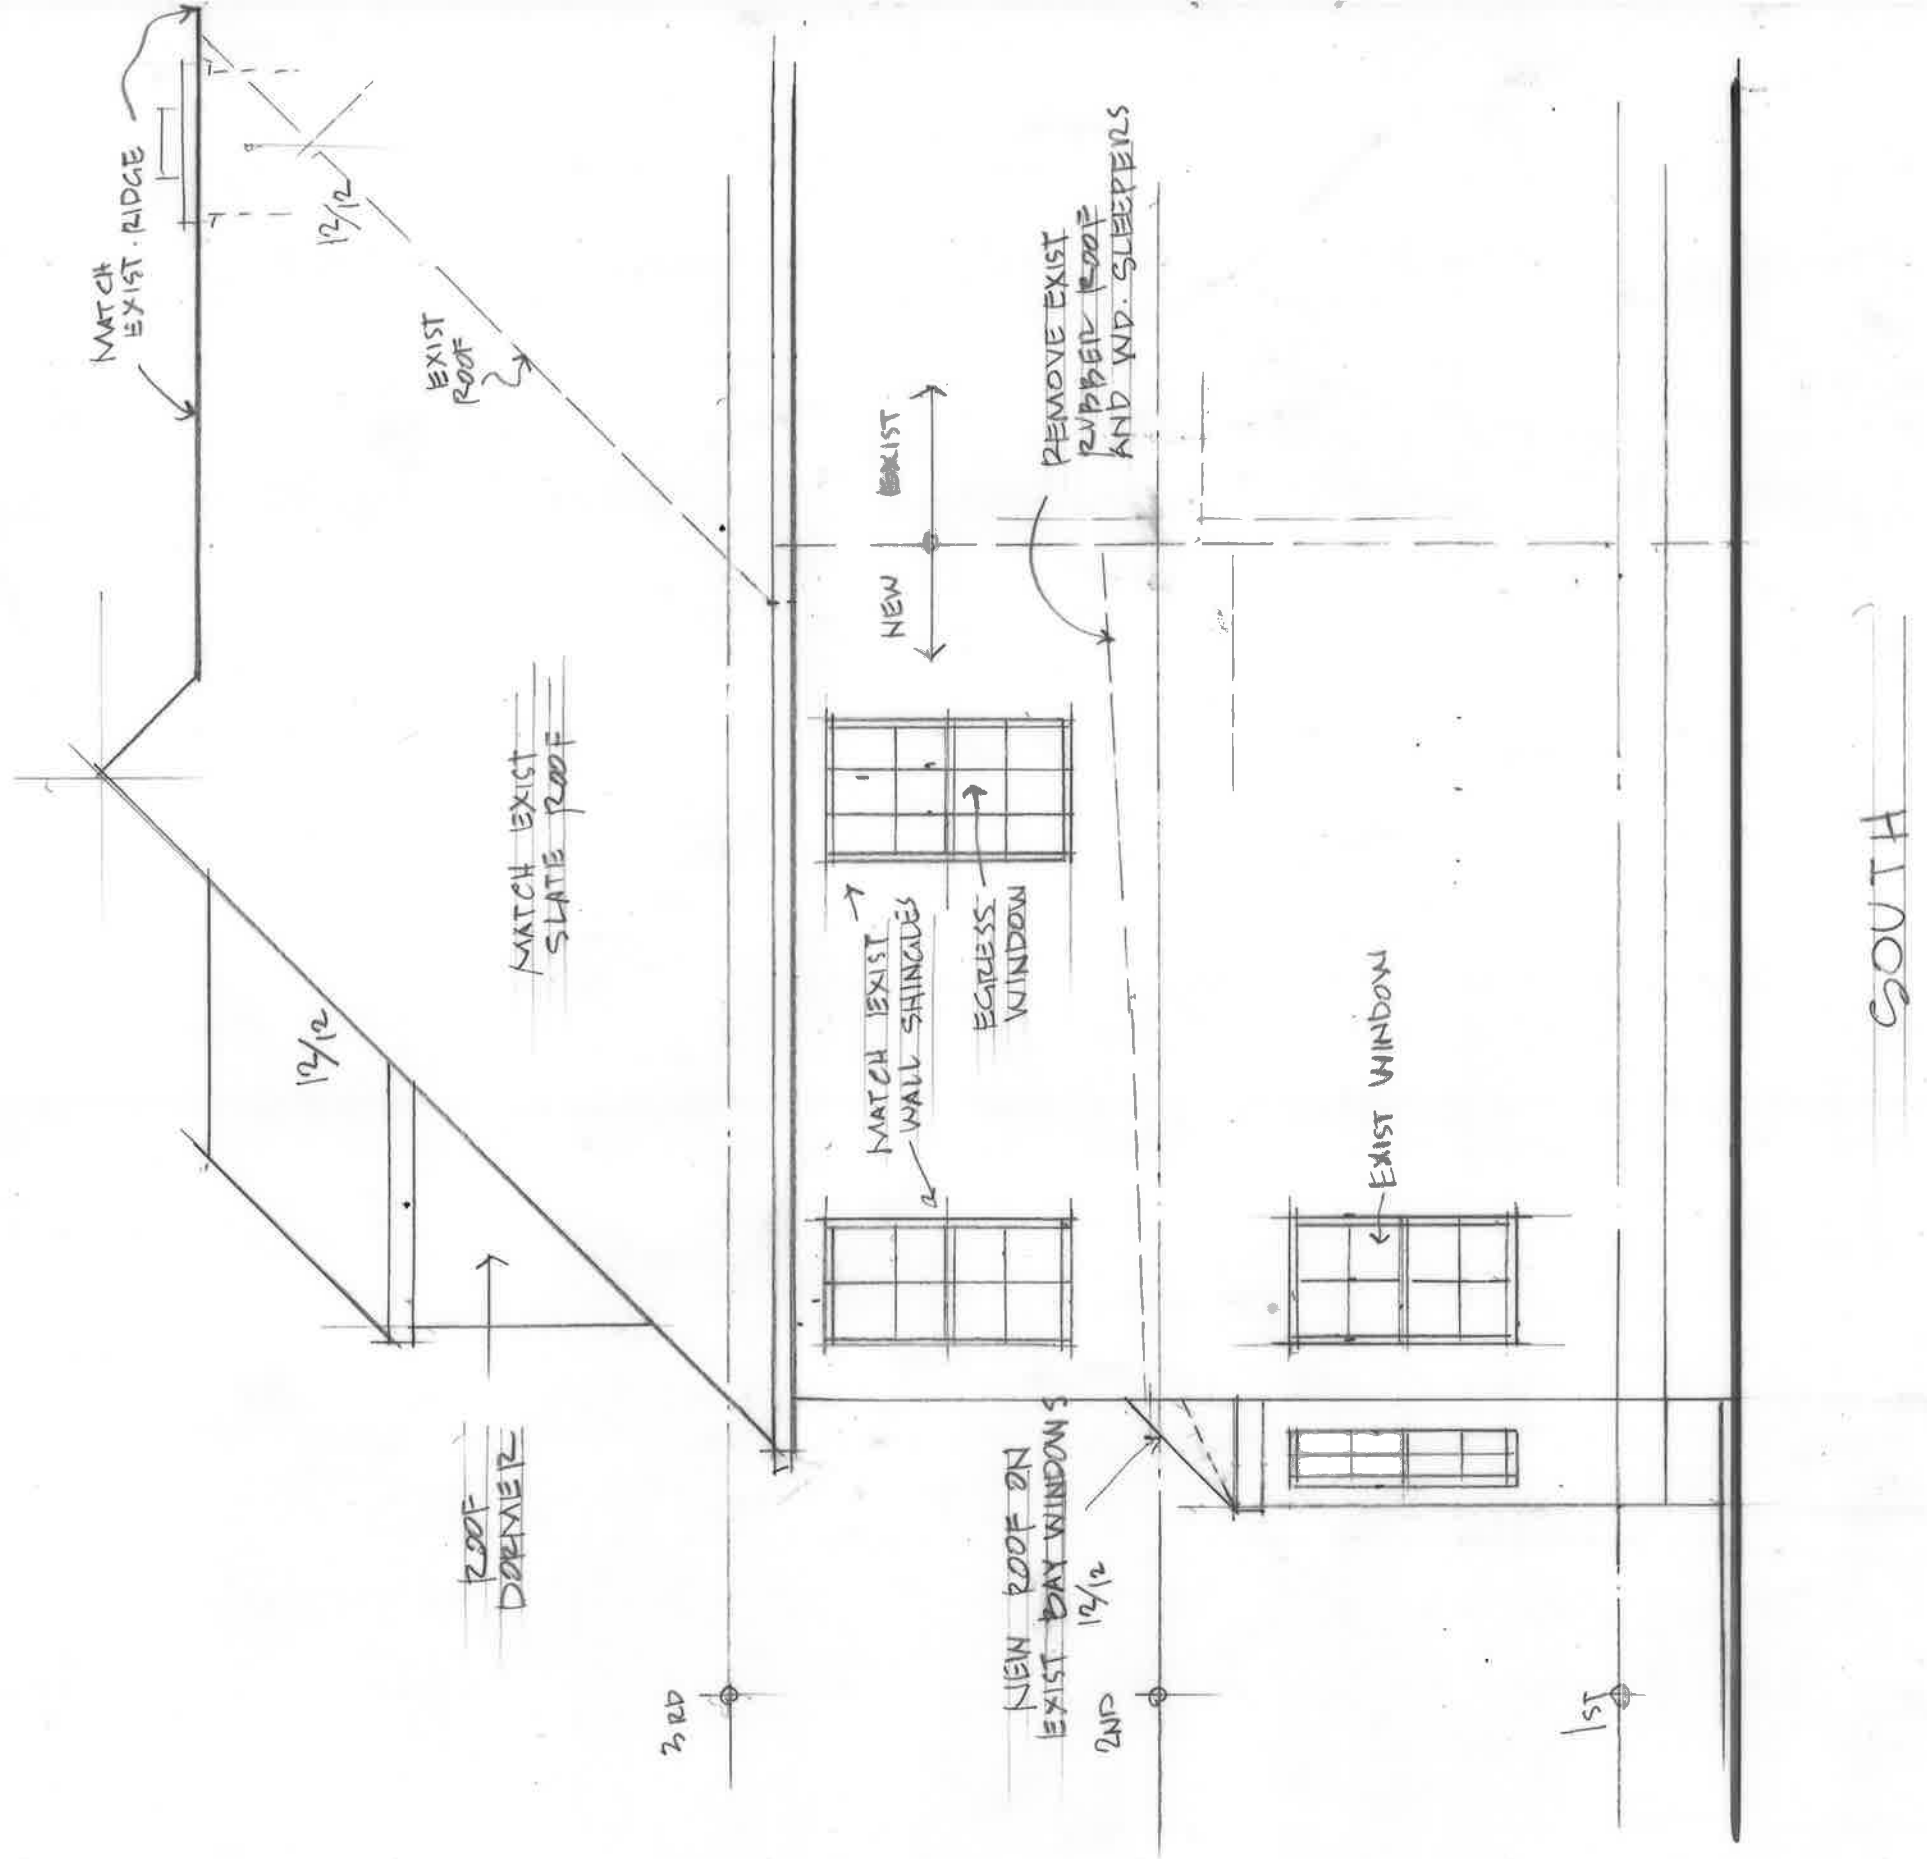 MATCH
EXIST. RIDGE
12/12
EXIST
ROOF
MATCH EXIST
SLATE ROOF
12/12
ROOF
DORMER
3RD
NEW
EXIST
REMOVE EXIST
RUBBER ROOF
AND WD. SLEEPERS
MATCH EXIST
WALL SHINGLES
EGRESS
WINDOW
NEW ROOF ON
EXIST BAY WINDOWS
12/12
2ND
EXIST WINDOW
1ST
SOUTH